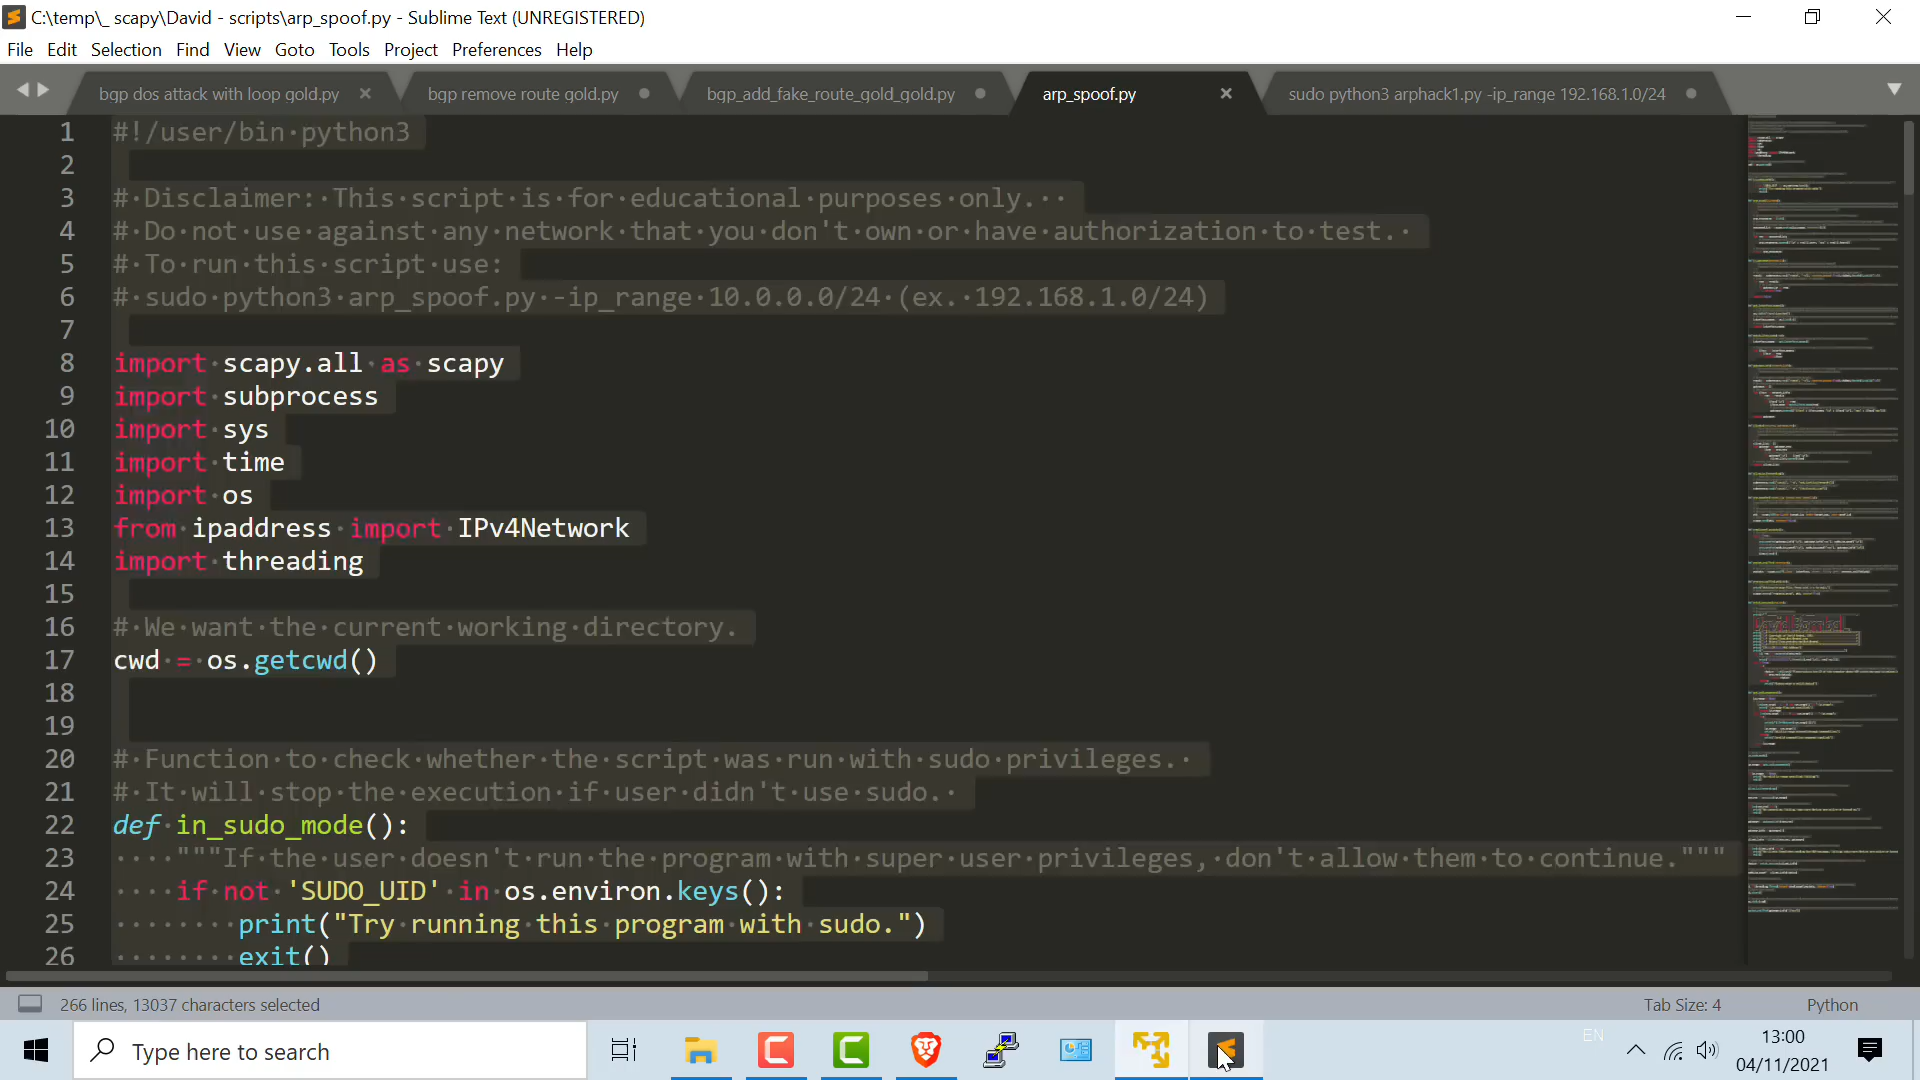 C:\temp\_ scapy\David - scripts\arp_spoof.py - Sublime Text (UNREGISTERED)
File Edit Selection Find View Goto Tools Project Preferences Help
bgp dos attack with loop gold.py
bgp remove route gold.py
bgp_add_fake_route_gold_gold.py
arp_spoof.py
sudo python3 arphack1.py -ip_range 192.168.1.0/24
1 #!/user/bin python3
2
3 # Disclaimer: This script is for educational purposes only.
4 # Do not use against any network that you don't own or have authorization to test.
5 # To run this script use:
6 # sudo python3 arp_spoof.py -ip_range 10.0.0.0/24 (ex. 192.168.1.0/24)
7
8 import scapy.all as scapy
9 import subprocess
10 import sys
11 import time
12 import os
13 from ipaddress import IPv4Network
14 import threading
15
16 # We want the current working directory.
17 cwd = os.getcwd()
18
19
20 # Function to check whether the script was run with sudo privileges.
21 # It will stop the execution if user didn't use sudo.
22 def in_sudo_mode():
23     """If the user doesn't run the program with super user privileges, don't allow them to continue."""
24     if not 'SUDO_UID' in os.environ.keys():
25         print("Try running this program with sudo.")
26         exit()
266 lines, 13037 characters selected
Tab Size: 4
Python
Type here to search
EN
13:00
04/11/2021